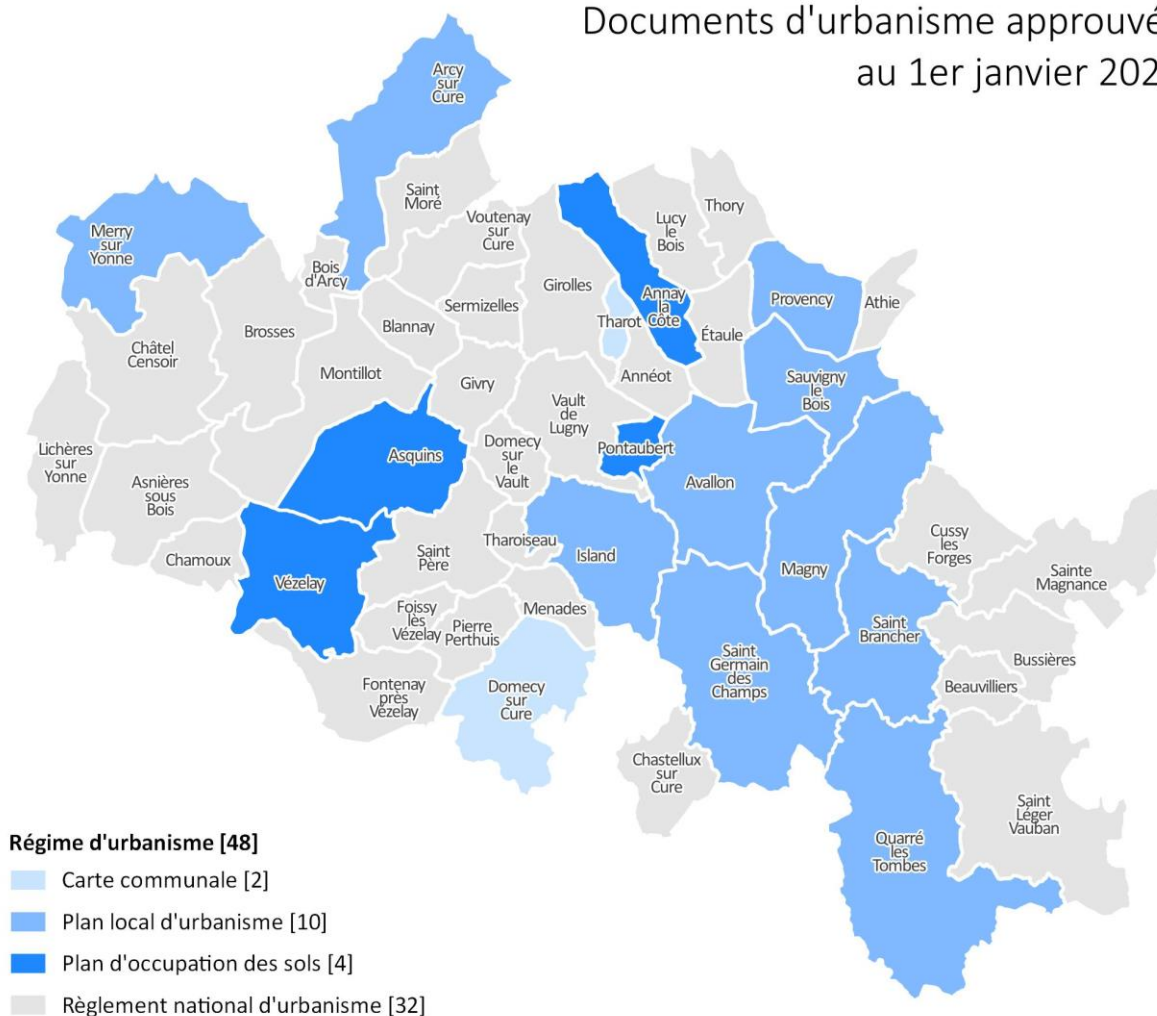 Documents d'urbanisme approuvé
au 1er janvier 202
Arcy
sur
Cure
Saint
Moré
Merry
sur
Yonne
Bois
d'Arcy
Voutenay
sur
Cure
Lucy
le
Bois
Thory
Girolles
Sermizelles
Blannay
Brosses
Châtel
Censoir
Montillot
Givry
Tharot
Annay
la
Côte
Étaule
Provency
Athie
Annéot
Sauvigny
le
Bois
Vault
de
Lugny
Lichères
sur
Yonne
Asnières
sous
Bois
Asquins
Domecy
sur
le
Vault
Pontaubert
Avallon
Chamoux
Vézelay
Saint
Père
Tharoiseau
Island
Magny
Cussy
les
Forges
Sainte
Magnance
Foissy
lès
Vézelay
Pierre
Perthuis
Menades
Saint
Brancher
Bussières
Beauvilliers
Saint
Germain
des
Champs
Fontenay
près
Vézelay
Domecy
sur
Cure
Chastellux
sur
Cure
Saint
Léger
Vauban
Quarré
les
Tombes
Régime d'urbanisme [48]
Carte communale [2]
Plan local d'urbanisme [10]
Plan d'occupation des sols [4]
Règlement national d'urbanisme [32]